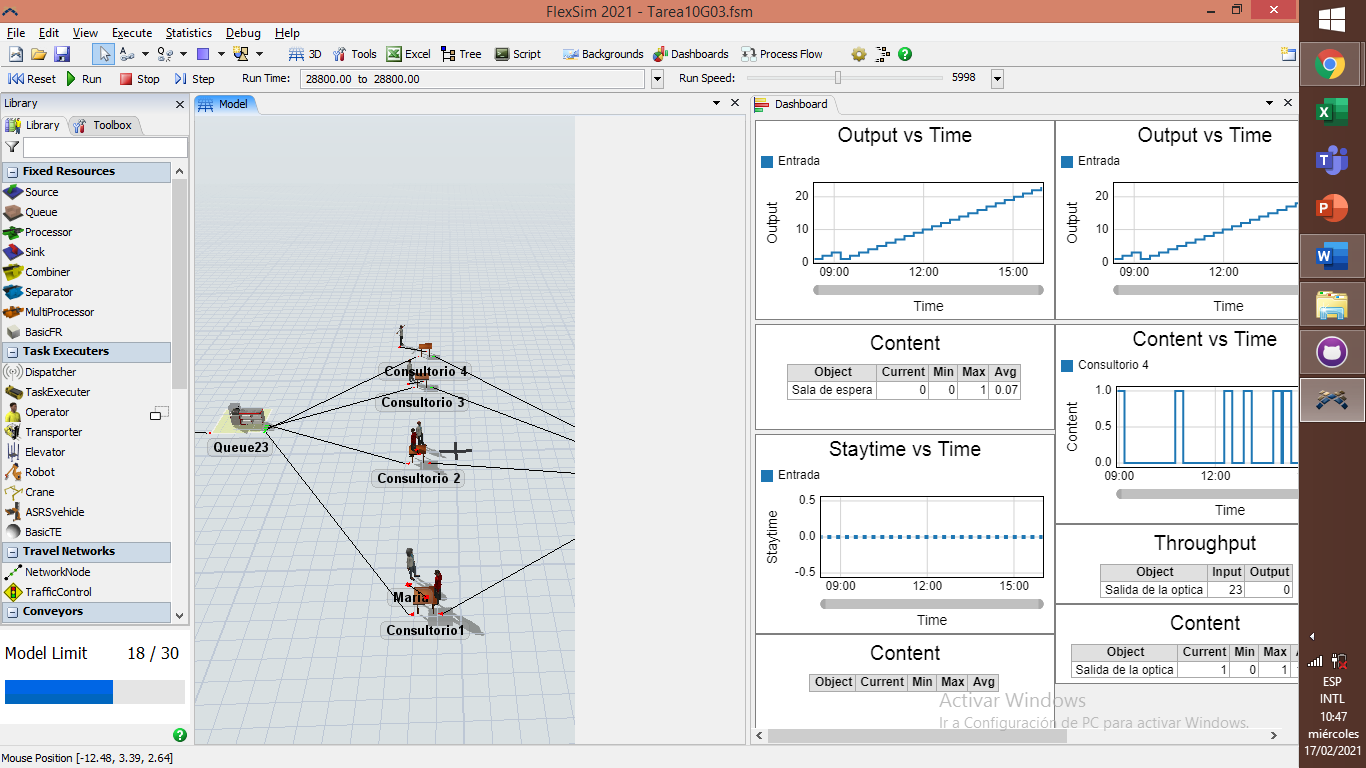 FlexSim 2021 - Tarea10G03.fsm
File Edit View Execute Statistics Debug Help
3D Tools Excel Tree Script Backgrounds Dashboards Process Flow
Reset Run Stop Step Run Time: 28800.00 to 28800.00 Run Speed: 5998
Library
Library Toolbox
Fixed Resources
Source
Queue
Processor
Sink
Combiner
Separator
MultiProcessor
BasicFR
Task Executers
Dispatcher
TaskExecuter
Operator
Transporter
Elevator
Robot
Crane
ASRSvehicle
BasicTE
Travel Networks
NetworkNode
TrafficControl
Conveyors
Model Limit 18 / 30
Mouse Position [-12.48, 3.39, 2.64]
Model
Consultorio 4
Consultorio 3
Queue23
Consultorio 2
Maria
Consultorio1
Dashboard
Output vs Time
Entrada
Output
20
10
0
09:00 12:00 15:00
Time
Output vs Time
Entrada
Output
20
10
0
09:00 12:00
Time
Content
Object Current Min Max Avg
Sala de espera 0 0 1 0.07
Content vs Time
Consultorio 4
Content
1.0
0.5
0.0
09:00 12:00
Time
Staytime vs Time
Entrada
Staytime
0.5
0.0
-0.5
09:00 12:00 15:00
Time
Throughput
Object Input Output
Salida de la optica 23 0
Content
Object Current Min Max Avg
Content
Object Current Min Max
Salida de la optica 1 0 1
Activar Windows
Ir a Configuración de PC para activar Windows.
ESP
INTL
10:47
miércoles
17/02/2021